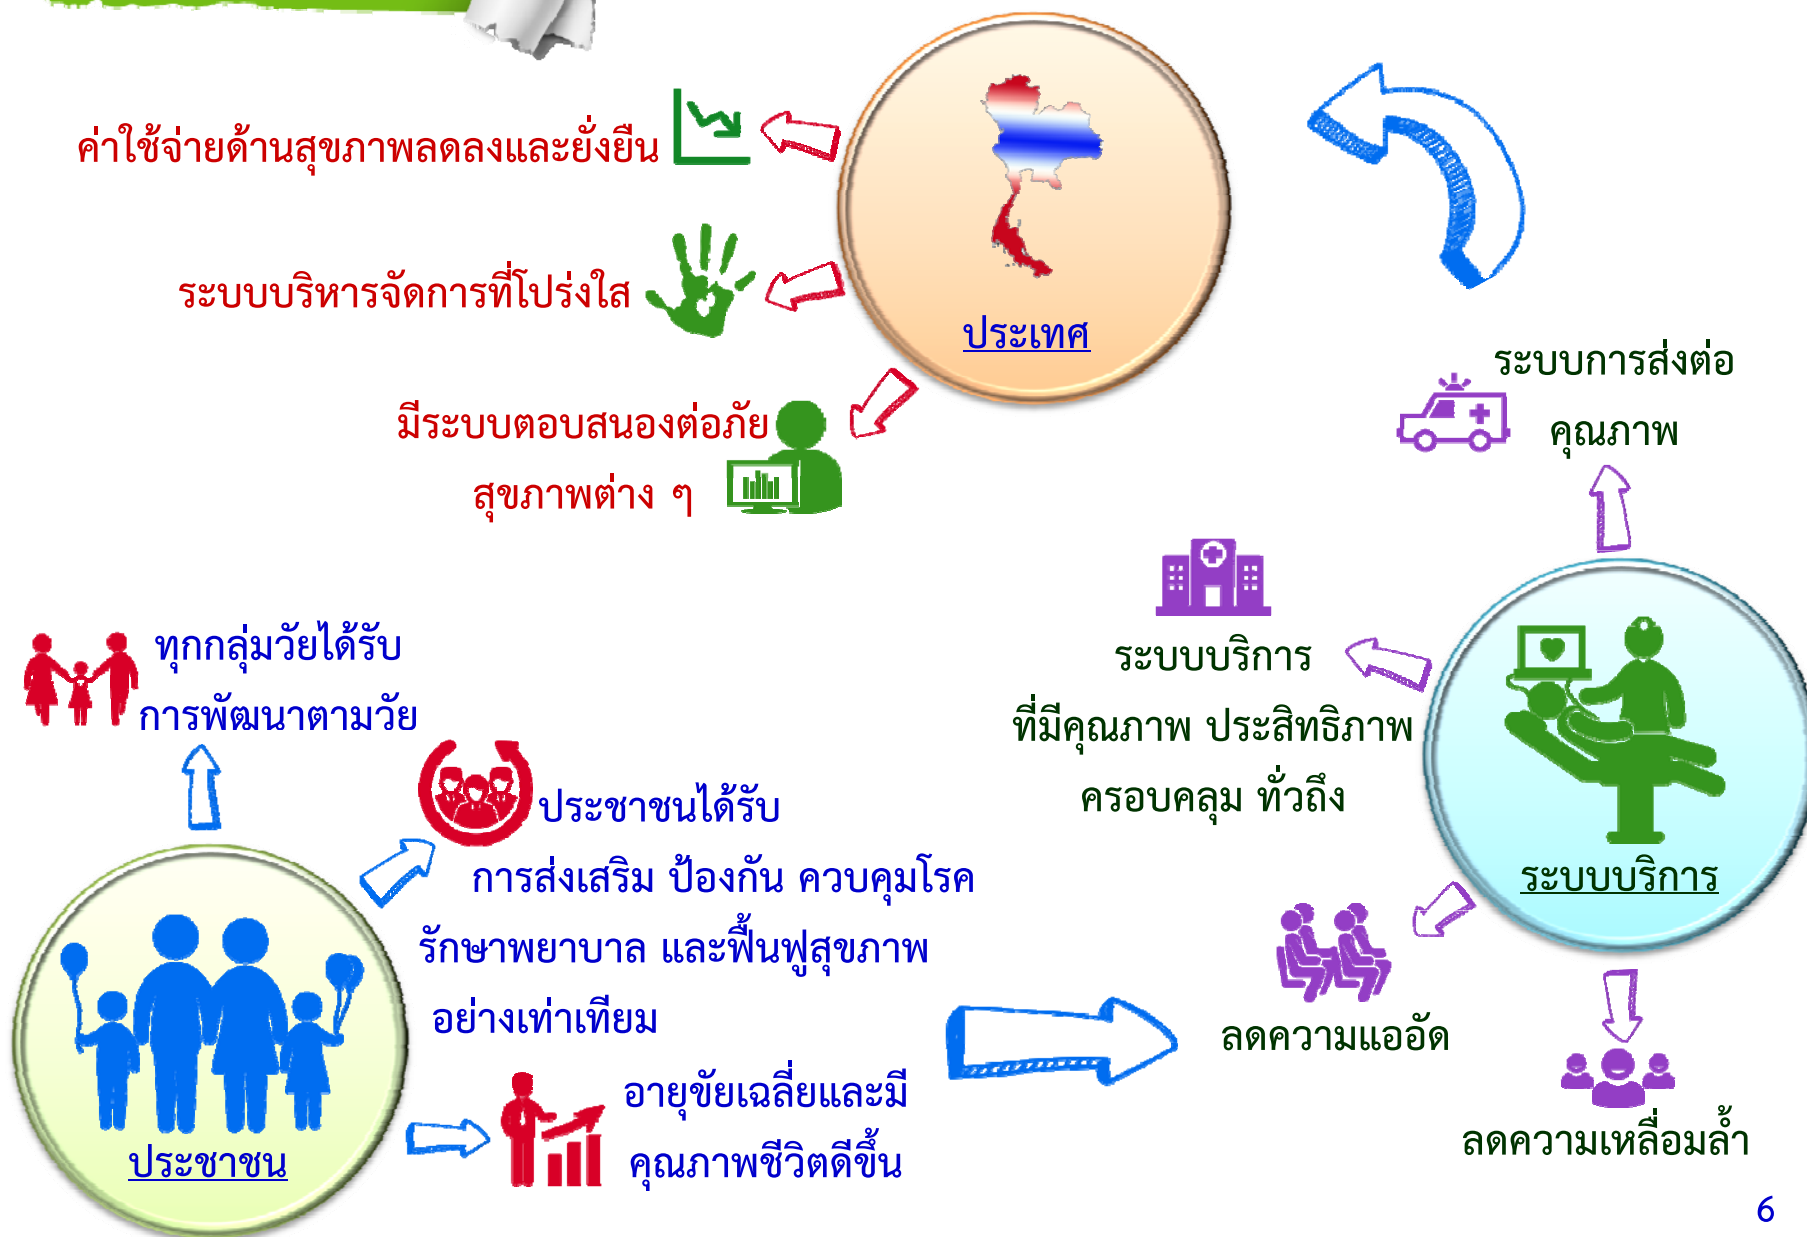 ค่าใช้จ่ายด้านสุขภาพลดลงและยั่งยืน
ระบบบริหารจัดการที่โปร่งใส
มีระบบตอบสนองต่อภัย
สุขภาพต่าง ๆ
ประเทศ
ระบบการส่งต่อ
คุณภาพ
ระบบบริการ
ที่มีคุณภาพ ประสิทธิภาพ
ครอบคลุม ทั่วถึง
ระบบบริการ
ลดความแออัด
ลดความเหลื่อมล้ำ
ทุกกลุ่มวัยได้รับ
การพัฒนาตามวัย
ประชาชนได้รับ
การส่งเสริม ป้องกัน ควบคุมโรค
รักษาพยาบาล และฟื้นฟูสุขภาพ
อย่างเท่าเทียม
อายุขัยเฉลี่ยและมี
คุณภาพชีวิตดีขึ้น
ประชาชน
6